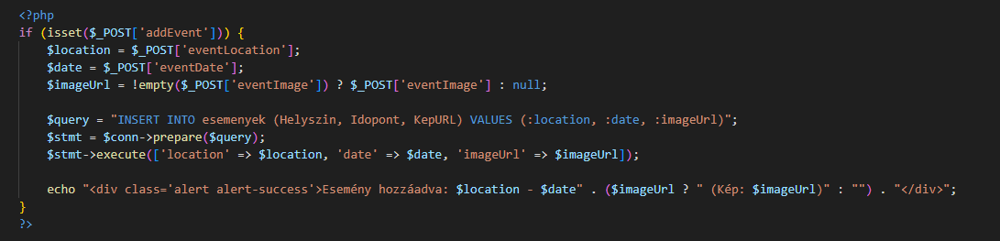 <?php
if (isset($_POST['addEvent'])) {
    $location = $_POST['eventLocation'];
    $date = $_POST['eventDate'];
    $imageUrl = !empty($_POST['eventImage']) ? $_POST['eventImage'] : null;

    $query = "INSERT INTO esemenyek (Helyszin, Idopont, KepURL) VALUES (:location, :date, :imageUrl)";
    $stmt = $conn->prepare($query);
    $stmt->execute(['location' => $location, 'date' => $date, 'imageUrl' => $imageUrl]);

    echo "<div class='alert alert-success'>Esemény hozzáadva: $location - $date" . ($imageUrl ? " (Kép: $imageUrl)" : "") . "</div>";
}
?>